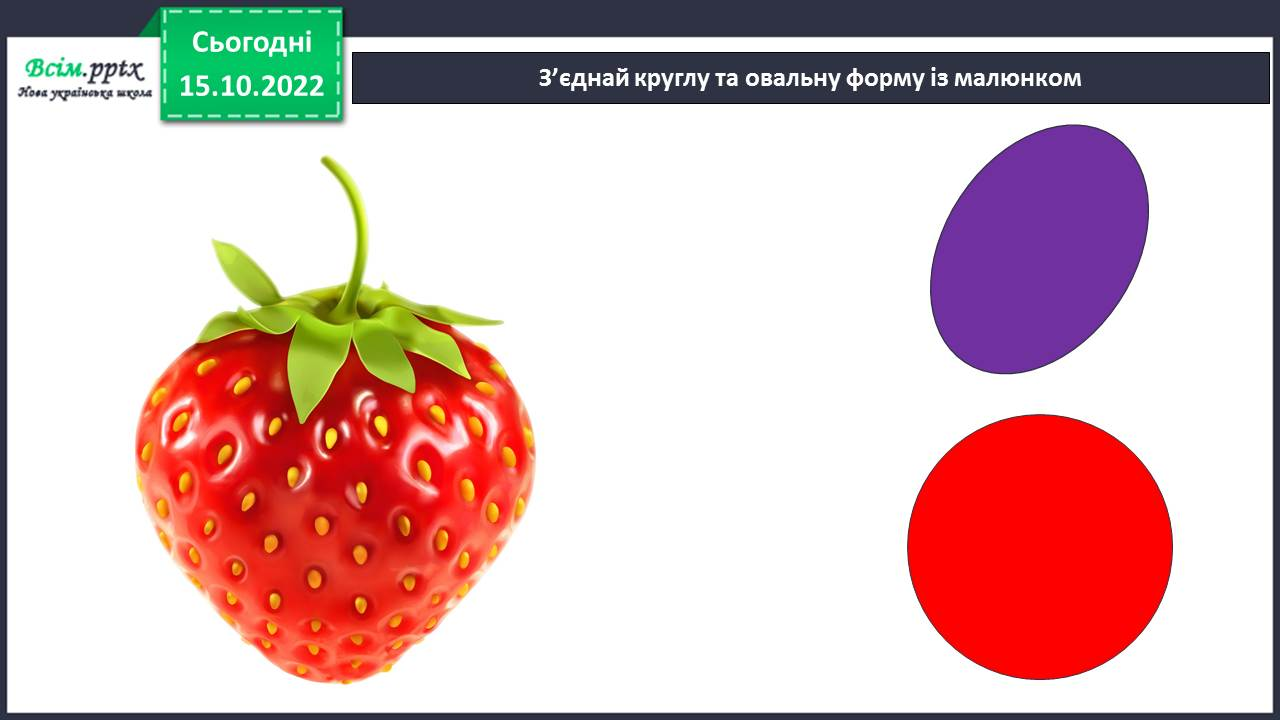 Всім.pptx
Нова українська школа
Сьогодні
15.10.2022
З’єднай круглу та овальну форму із малюнком